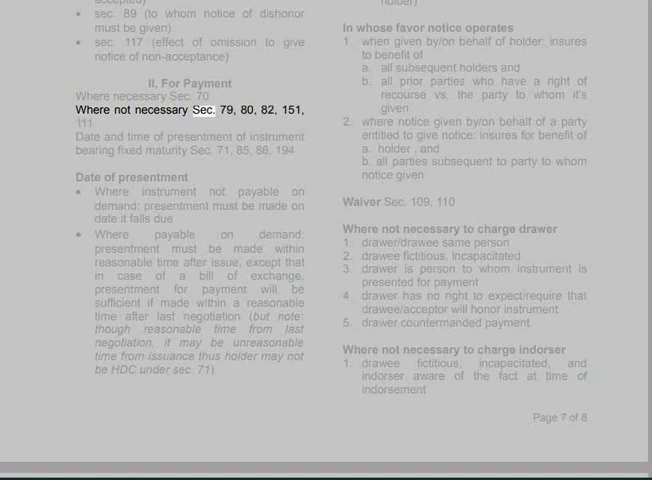 accepted)
sec. 89 (to whom notice of dishonor
must be given)
sec. 117 (effect of omission to give
notice of non-acceptance)
II. For Payment
Where necessary Sec. 70
Where not necessary Sec. 79, 80, 82, 151,
111
Date and time of presentment of instrument
bearing fixed maturity Sec. 71, 85, 86, 194
Date of presentment
Where instrument not payable on
demand: presentment must be made on
date it falls due
Where payable on demand:
presentment must be made within
reasonable time after issue, except that
in case of a bill of exchange,
presentment for payment will be
sufficient if made within a reasonable
time after last negotiation (but note:
though reasonable time from last
negotiation, it may be unreasonable
time from issuance thus holder may not
be HDC under sec. 71)
holder)
In whose favor notice operates
1. when given by/on behalf of holder: insures
to benefit of
a. all subsequent holders and
b. all prior parties who have a right of
recourse vs. the party to whom it's
given
2. where notice given by/on behalf of a party
entitled to give notice: insures for benefit of
a. holder , and
b. all parties subsequent to party to whom
notice given
Waiver Sec. 109, 110
Where not necessary to charge drawer
1. drawer/drawee same person
2. drawee fictitious, incapacitated
3. drawer is person to whom instrument is
presented for payment
4. drawer has no right to expect/require that
drawee/acceptor will honor instrument
5. drawer countermanded payment
Where not necessary to charge indorser
1. drawee fictitious, incapacitated, and
indorser aware of the fact at time of
indorsement
Page 7 of 8